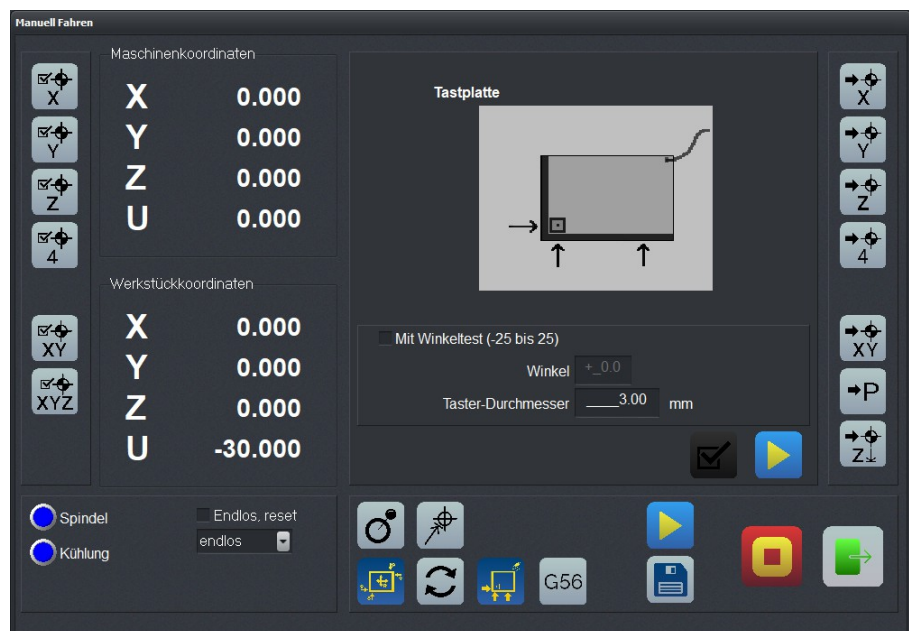 Manuell Fahren
Maschinenkoordinaten
X 0.000
Y 0.000
Z 0.000
U 0.000
Werkstückkoordinaten
X 0.000
Y 0.000
Z 0.000
U -30.000
X
Y
Z
4
XY
XYZ
Tastplatte
Mit Winkeltest (-25 bis 25)
Winkel +_0.0
Taster-Durchmesser ____3.00 mm
X
Y
Z
4
XY
P
Z
Spindel
Kühlung
Endlos, reset
endlos
G56